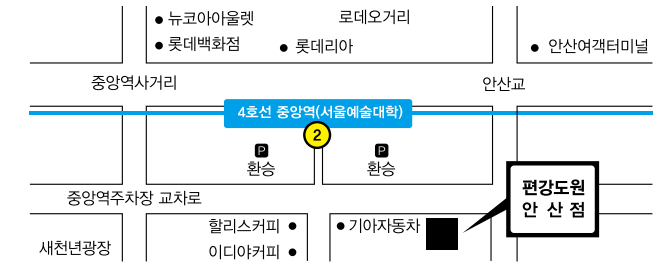 뉴코아아울렛
로데오거리
롯데백화점
롯데리아
안산여객터미널
중앙역사거리
안산교
4호선 중앙역(서울예술대학)
2
P
P
환승
환승
편강도원
안산점
중앙역주차장 교차로
할리스커피
기아자동차
새천년광장
이디야커피